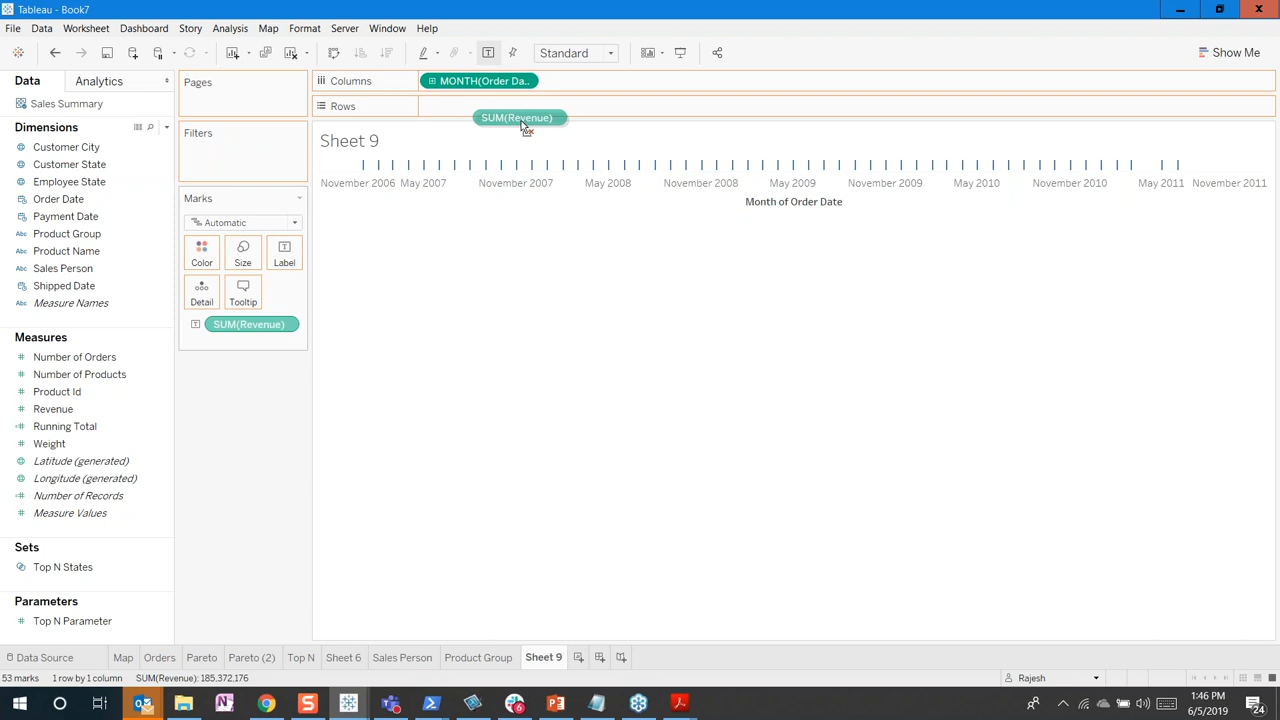 Tableau - Book7
File Data Worksheet Dashboard Story Analysis Map Format Server Window Help
Standard
Show Me
Data Analytics
Sales Summary
Dimensions
Customer City
Customer State
Employee State
Order Date
Payment Date
Abc Product Group
Abc Product Name
Abc Sales Person
Shipped Date
Abc Measure Names
Measures
Number of Orders
Number of Products
Product Id
Revenue
Running Total
Weight
Latitude (generated)
Longitude (generated)
Number of Records
Measure Values
Sets
Top N States
Parameters
Top N Parameter
Pages
Filters
Marks
Automatic
Color Size Label
Detail Tooltip
SUM(Revenue)
Columns MONTH(Order Da..
Rows
SUM(Revenue)
Sheet 9
November 2006 May 2007 November 2007 May 2008 November 2008 May 2009 November 2009 May 2010 November 2010 May 2011 November 2011
Month of Order Date
Data Source Map Orders Pareto Pareto (2) Top N Sheet 6 Sales Person Product Group Sheet 9
53 marks 1 row by 1 column SUM(Revenue): 185,372,176 Rajesh
1:46 PM
6/5/2019
24